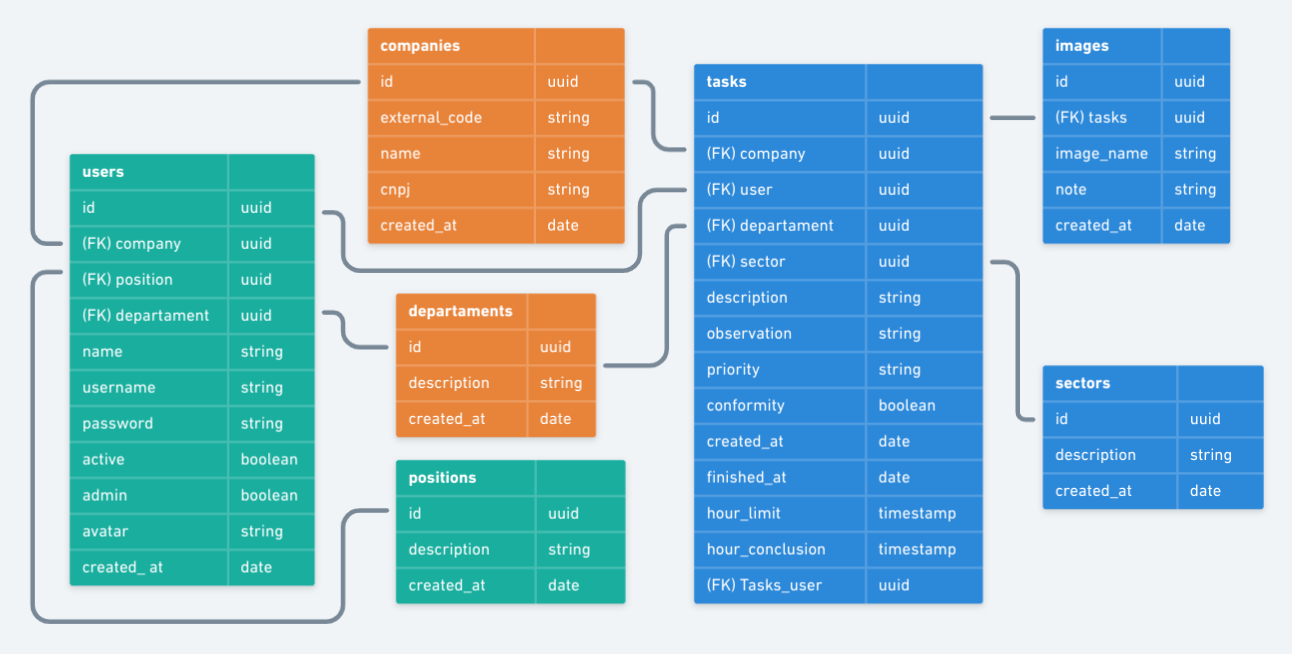 companies
id uuid
external_code string
name string
cnpj string
created_at date
users
id uuid
(FK) company uuid
(FK) position uuid
(FK) departament uuid
name string
username string
password string
active boolean
admin boolean
avatar string
created_ at date
departaments
id uuid
description string
created_at date
positions
id uuid
description string
created_at date
tasks
id uuid
(FK) company uuid
(FK) user uuid
(FK) departament uuid
(FK) sector uuid
description string
observation string
priority string
conformity boolean
created_at date
finished_at date
hour_limit timestamp
hour_conclusion timestamp
(FK) Tasks_user uuid
images
id uuid
(FK) tasks uuid
image_name string
note string
created_at date
sectors
id uuid
description string
created_at date